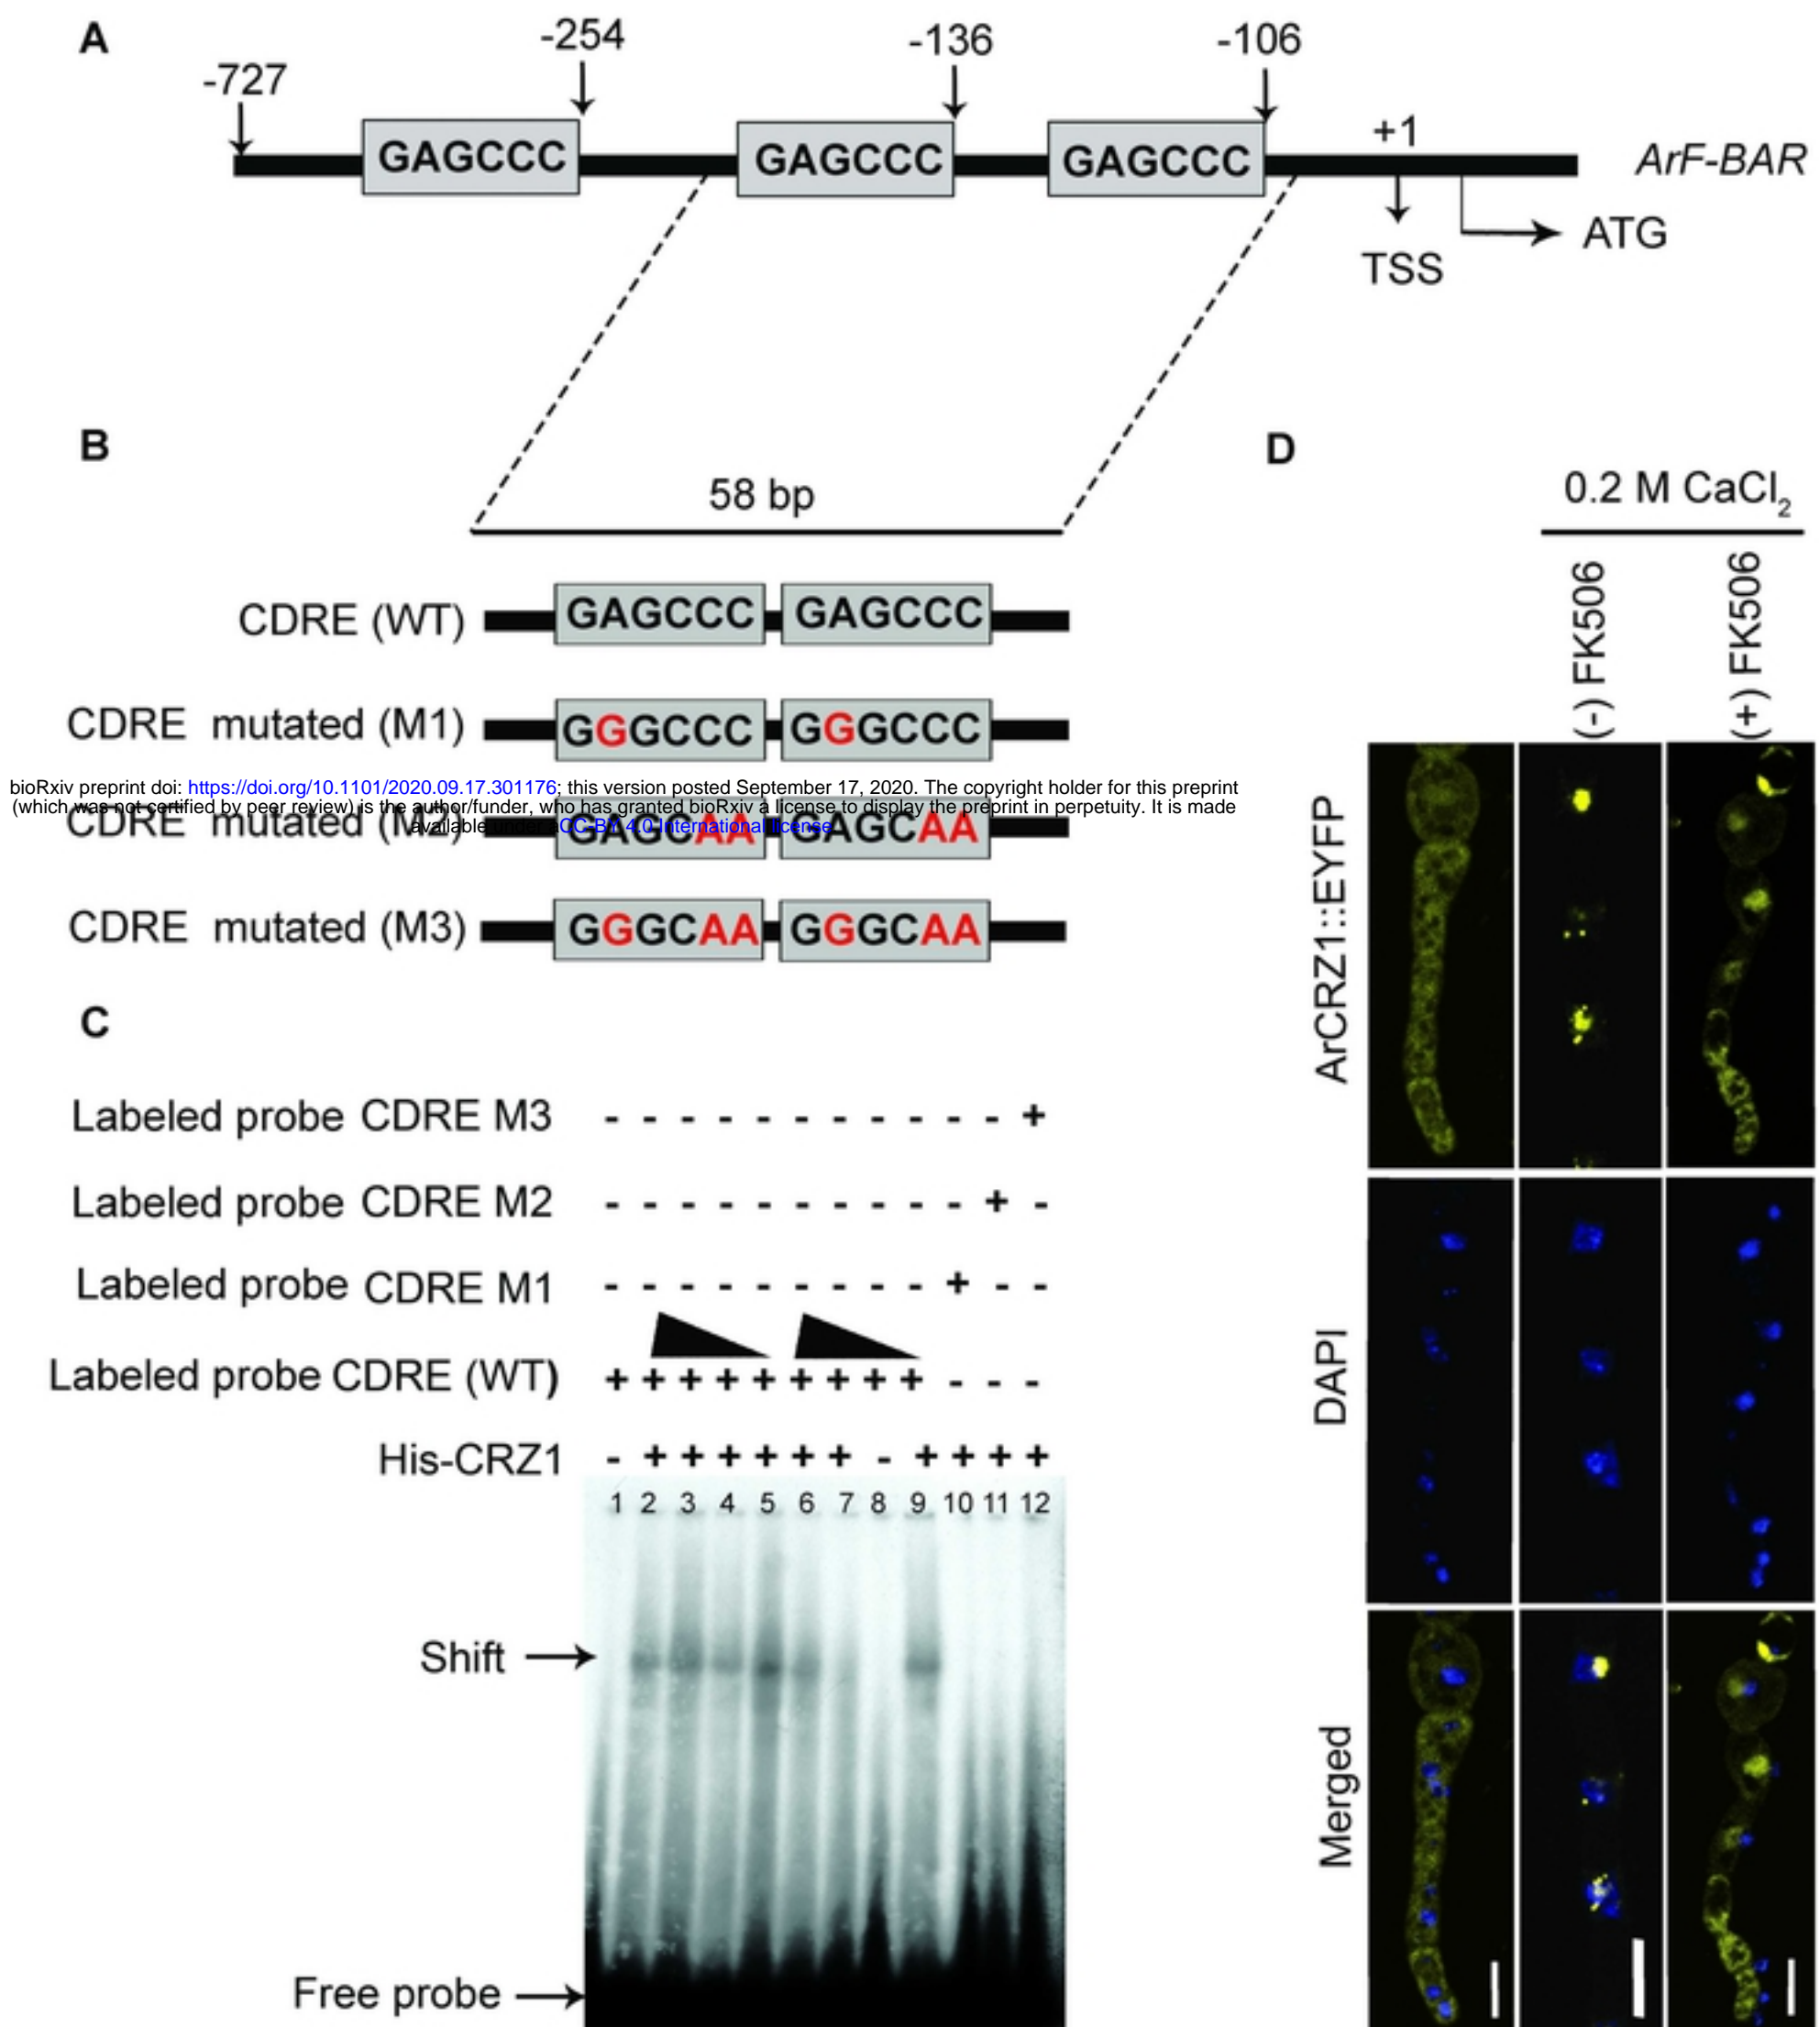 A
-727
-254
-136
-106
GAGCCC
GAGCCC
GAGCCC
+1
ArF-BAR
TSS
ATG
B
58 bp
CDRE (WT)
GAGCCC GAGCCC
CDRE mutated (M1)
GGGCCC GGGCCC
bioRxiv preprint doi: https://doi.org/10.1101/2020.09.17.301176; this version posted September 17, 2020. The copyright holder for this preprint
(which was not certified by peer review) is the author/funder, who has granted bioRxiv a license to display the preprint in perpetuity. It is made
available under aCC-BY 4.0 International license.
CDRE mutated (M2)
GAGCAA GAGCAA
CDRE mutated (M3)
GGGCAA GGGCAA
C
Labeled probe CDRE M3 - - - - - - - - - - - +
Labeled probe CDRE M2 - - - - - - - - - - + -
Labeled probe CDRE M1 - - - - - - - - - + - -
Labeled probe CDRE (WT) + + + + + + + + + - - -
His-CRZ1 - + + + + + + - + + + +
1 2 3 4 5 6 7 8 9 10 11 12
Shift
Free probe
D
0.2 M CaCl2
(-) FK506
(+) FK506
ArCRZ1::EYFP
DAPI
Merged